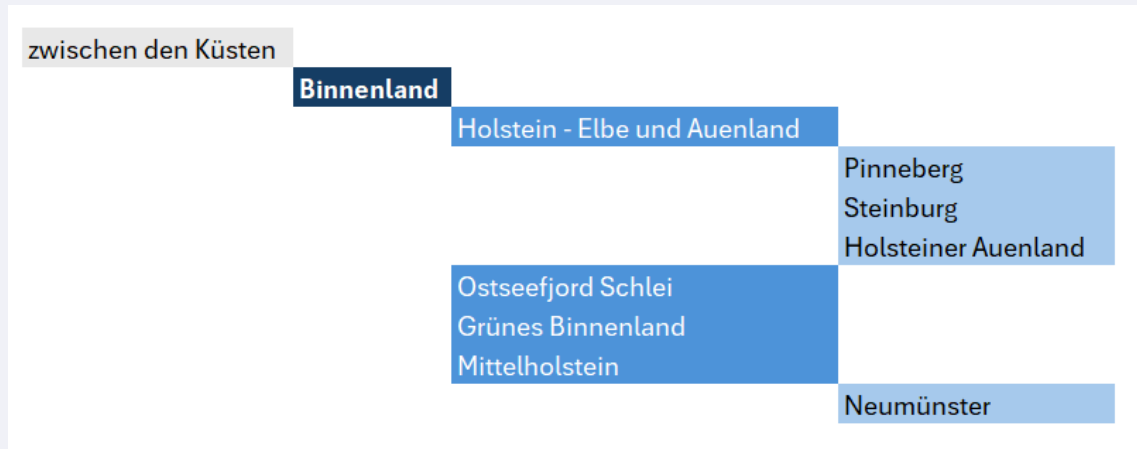 zwischen den Küsten
Binnenland
Holstein - Elbe und Auenland
Pinneberg
Steinburg
Holsteiner Auenland
Ostseefjord Schlei
Grünes Binnenland
Mittelholstein
Neumünster